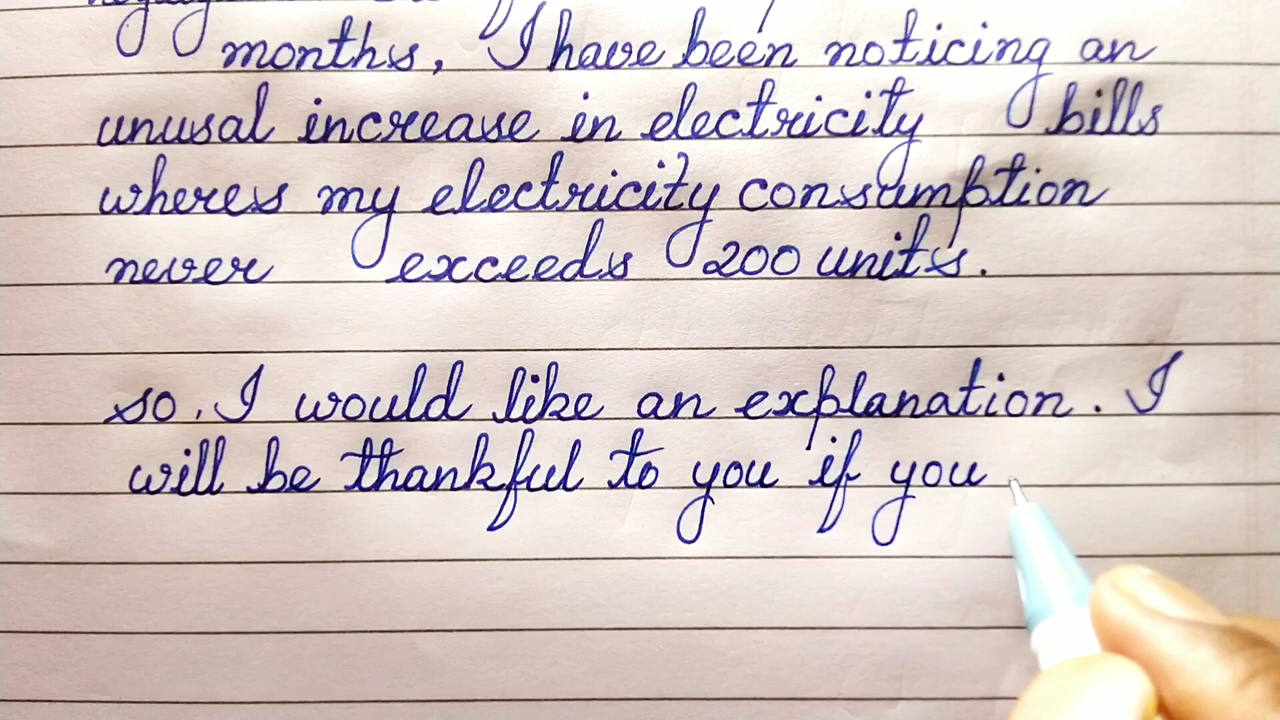 months, I have been noticing an
unusal increase in electricity bills
wheres my electricity consumption
never exceeds 200 units.
so. I would like an explanation. I
will be thankful to you if you